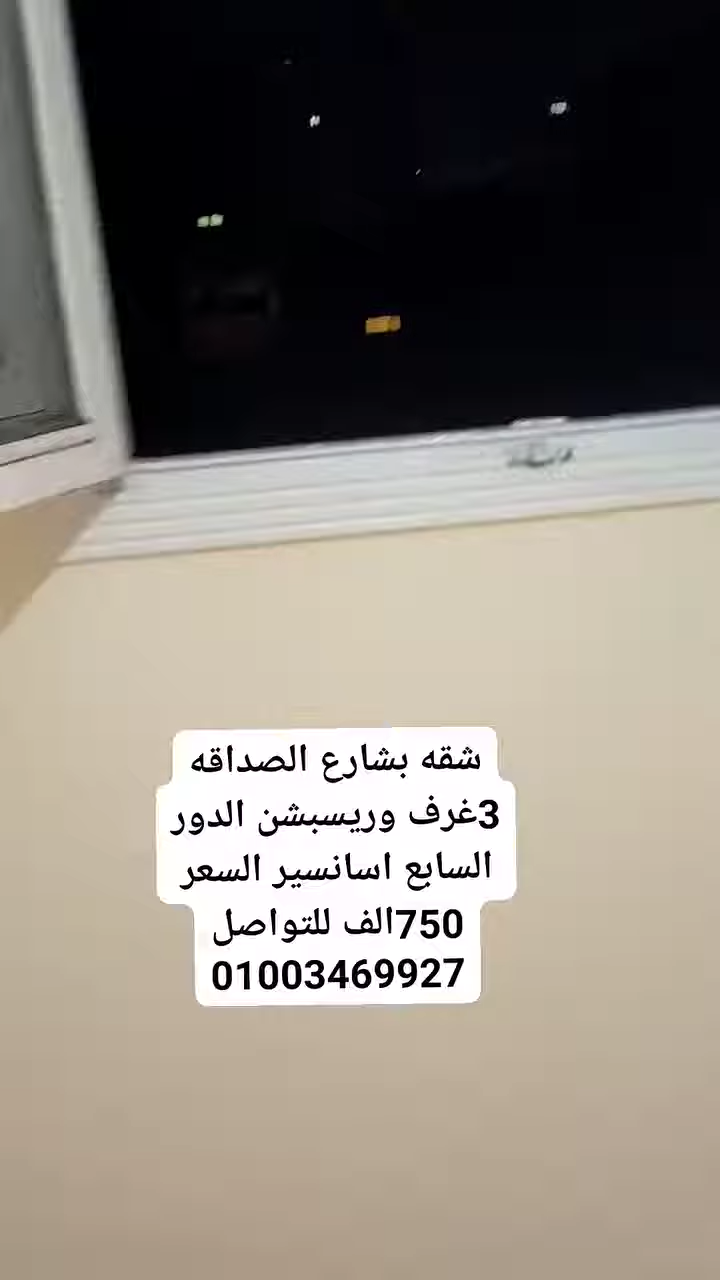 شقه بشارع الصداقه
3غرف وريسبشن الدور
السابع اسانسير السعر
750الف للتواصل
01003469927